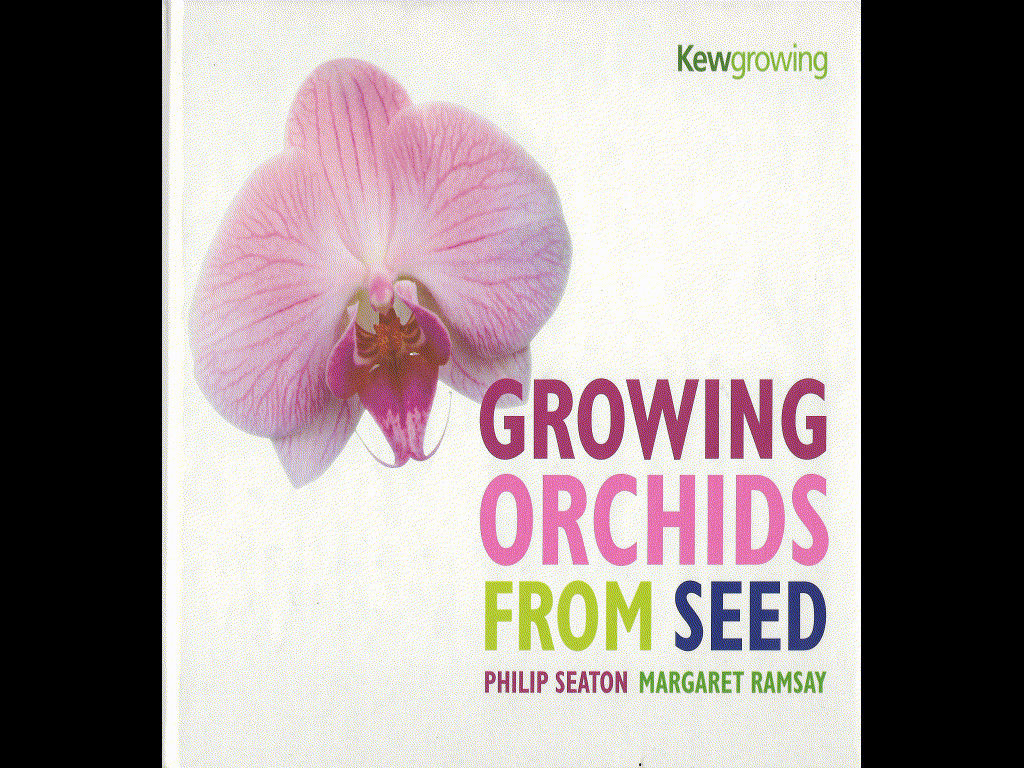 Kewgrowing
GROWING
ORCHIDS
FROM SEED
PHILIP SEATON MARGARET RAMSAY